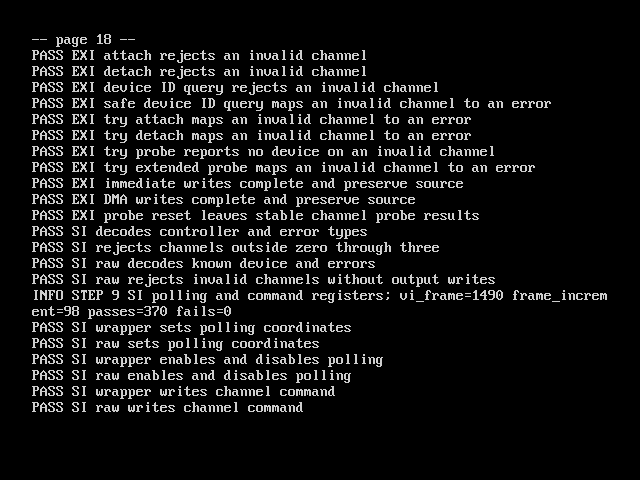 -- page 18 --
PASS EXI attach rejects an invalid channel
PASS EXI detach rejects an invalid channel
PASS EXI device ID query rejects an invalid channel
PASS EXI safe device ID query maps an invalid channel to an error
PASS EXI try attach maps an invalid channel to an error
PASS EXI try detach maps an invalid channel to an error
PASS EXI try probe reports no device on an invalid channel
PASS EXI try extended probe maps an invalid channel to an error
PASS EXI immediate writes complete and preserve source
PASS EXI DMA writes complete and preserve source
PASS EXI probe reset leaves stable channel probe results
PASS SI decodes controller and error types
PASS SI rejects channels outside zero through three
PASS SI raw decodes known device and errors
PASS SI raw rejects invalid channels without output writes
INFO STEP 9 SI polling and command registers; vi_frame=1490 frame_increm
ent=98 passes=370 fails=0
PASS SI wrapper sets polling coordinates
PASS SI raw sets polling coordinates
PASS SI wrapper enables and disables polling
PASS SI raw enables and disables polling
PASS SI wrapper writes channel command
PASS SI raw writes channel command